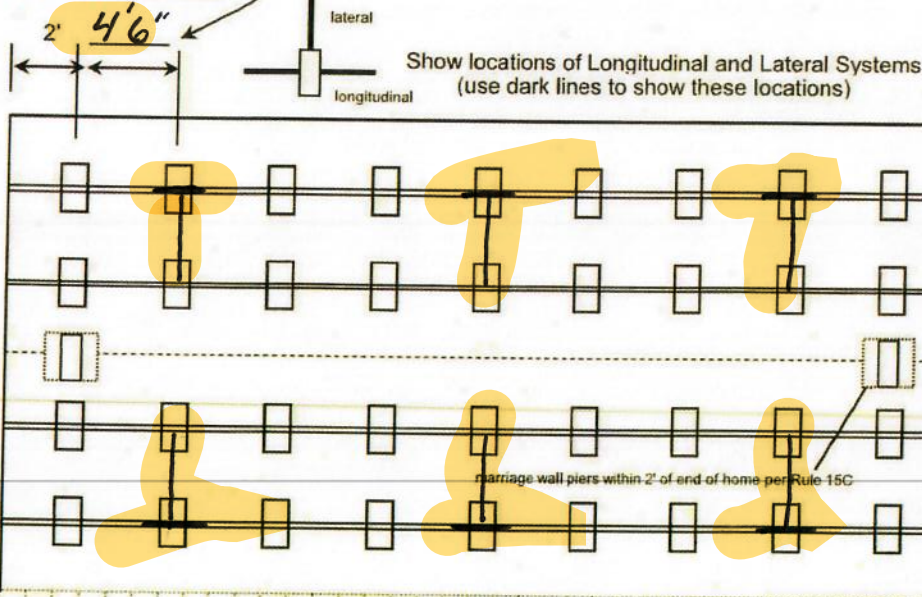 lateral
2' 4'6"
Show locations of Longitudinal and Lateral Systems
(use dark lines to show these locations)
longitudinal
marriage wall piers within 2' of end of home per Rule 15C